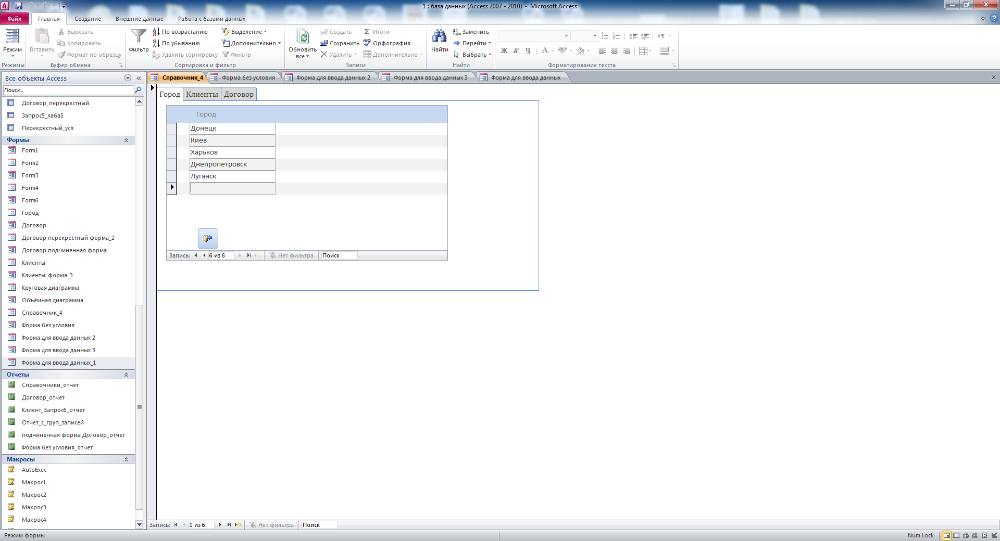 1 : база данных (Access 2007 - 2010) - Microsoft Access
Файл Главная Создание Внешние данные Работа с базами данных
Режим
Режимы
Вставить
Вырезать
Копировать
Формат по образцу
Буфер обмена
Фильтр
По возрастанию
По убыванию
Удалить сортировку
Выделение
Дополнительно
Фильтр
Сортировка и фильтр
Обновить все
Создать
Сохранить
Удалить
Итоги
Орфография
Дополнительно
Записи
Найти
Заменить
Перейти
Выбрать
Найти
Ж К Ч А
Форматирование текста
Все объекты Access
Поиск...
Договор_перекрестный
Запрос5_лаба5
Перекрестный_усл
Формы
Form1
Form2
Form3
Form4
Form6
Город
Договор
Договор перекрестный форма_2
Договор подчиненная форма
Клиенты
Клиенты_форма_3
Круговая диаграмма
Объёмная диаграмма
Справочник_4
Форма без условия
Форма для ввода данных 2
Форма для ввода данных 3
Форма для ввода данных_1
Отчеты
Справочники_отчет
Договор_отчет
Клиент_Запрос6_отчет
Отчет_с_груп_записей
подчиненная форма Договор_отчет
Форма без условия_отчет
Макросы
AutoExec
Макрос1
Макрос2
Макрос3
Макрос4
Справочник_4 Форма без условия Форма для ввода данных 2 Форма для ввода данных 3 Форма для ввода данных
Город Клиенты Договор
Город
Донецк
Киев
Харьков
Днепропетровск
Луганск
Запись: 6 из 6 Нет фильтра Поиск
Запись: 1 из 6 Нет фильтра Поиск
Режим формы
Num Lock